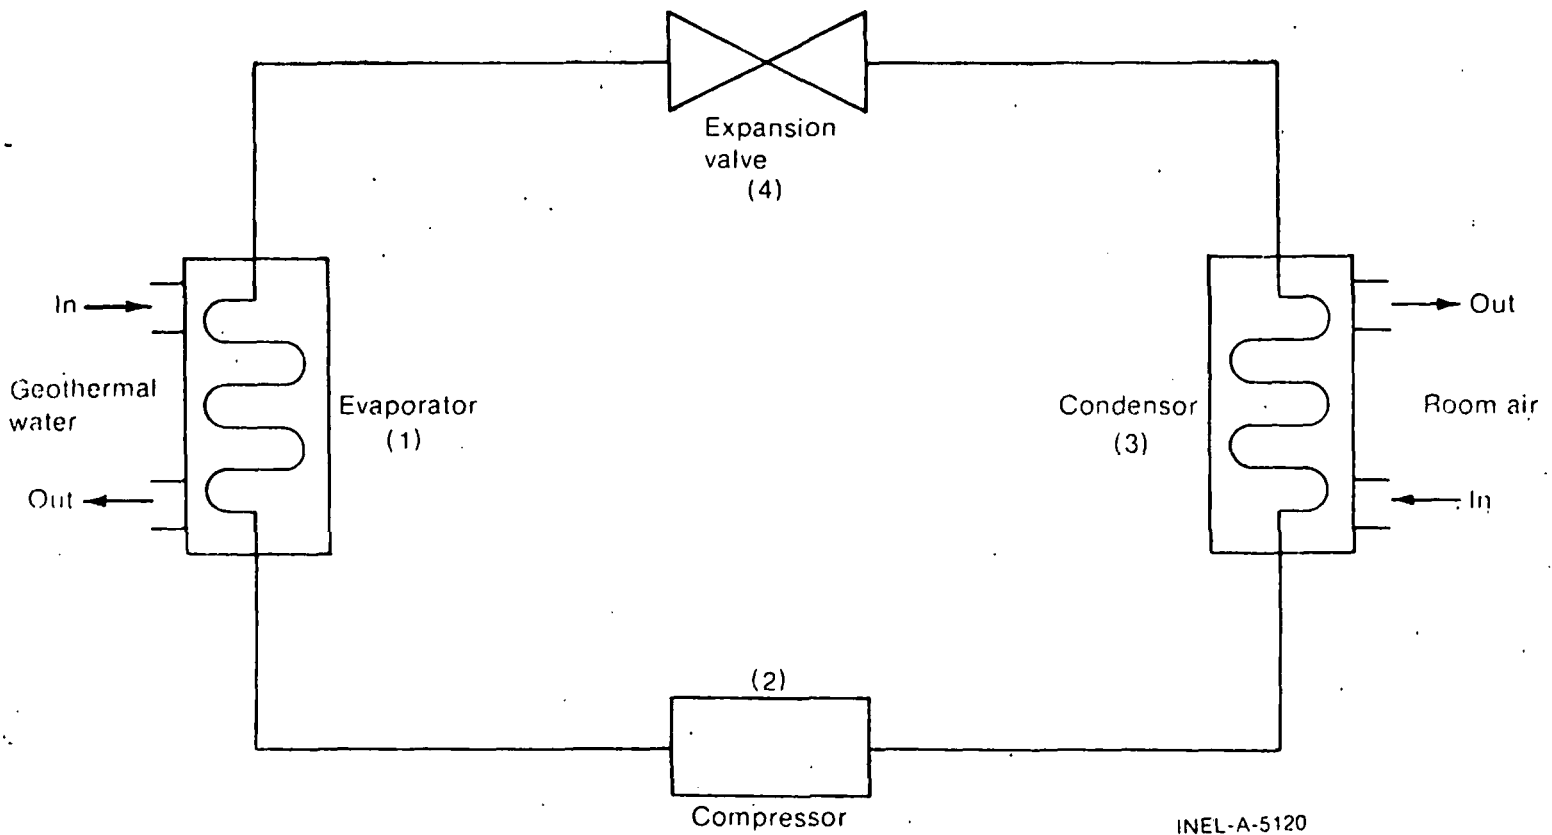 Expansion
valve
(4)
In
Out
Geothermal
water
Evaporator
(1)
Condensor
(3)
Room air
Out
In
(2)
Compressor
INEL-A-5120